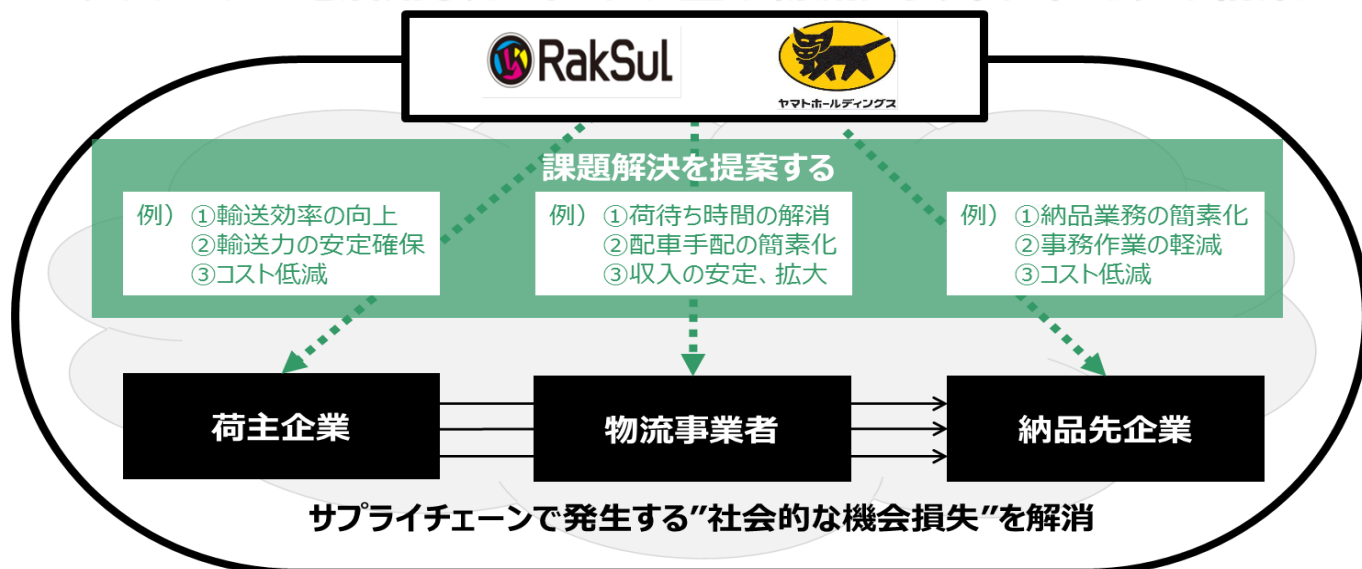 RakSul
ヤマトホールディングス
課題解決を提案する
例）①輸送効率の向上
②輸送力の安定確保
③コスト低減
例）①荷待ち時間の解消
②配車手配の簡素化
③収入の安定、拡大
例）①納品業務の簡素化
②事務作業の軽減
③コスト低減
荷主企業
物流事業者
納品先企業
サプライチェーンで発生する”社会的な機会損失”を解消